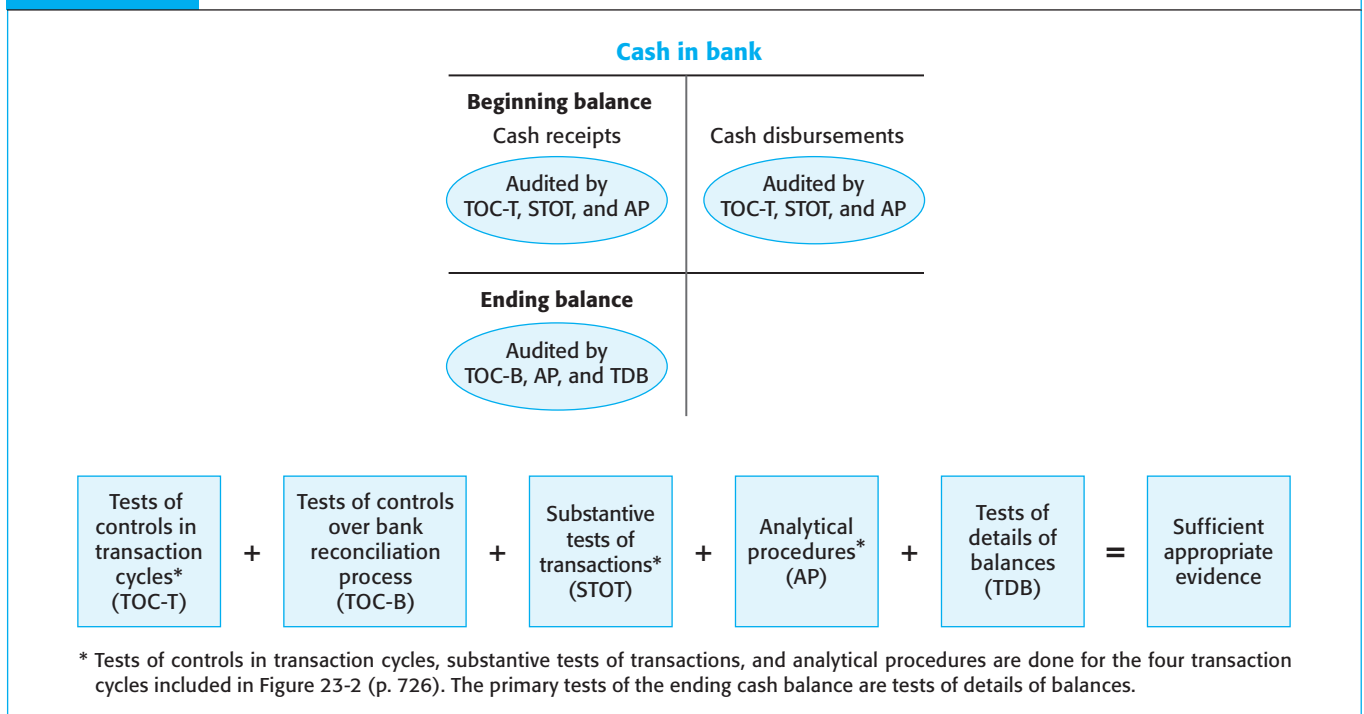 Cash in bank
Beginning balance
Cash receipts
Cash disbursements
Audited by
TOC-T, STOT, and AP
Audited by
TOC-T, STOT, and AP
Ending balance
Audited by
TOC-B, AP, and TDB
Tests of
controls in
transaction
cycles*
(TOC-T)
+
Tests of controls
over bank
reconciliation
process
(TOC-B)
+
Substantive
tests of
transactions*
(STOT)
+
Analytical
procedures*
(AP)
+
Tests of
details of
balances
(TDB)
=
Sufficient
appropriate
evidence
* Tests of controls in transaction cycles, substantive tests of transactions, and analytical procedures are done for the four transaction
cycles included in Figure 23-2 (p. 726). The primary tests of the ending cash balance are tests of details of balances.